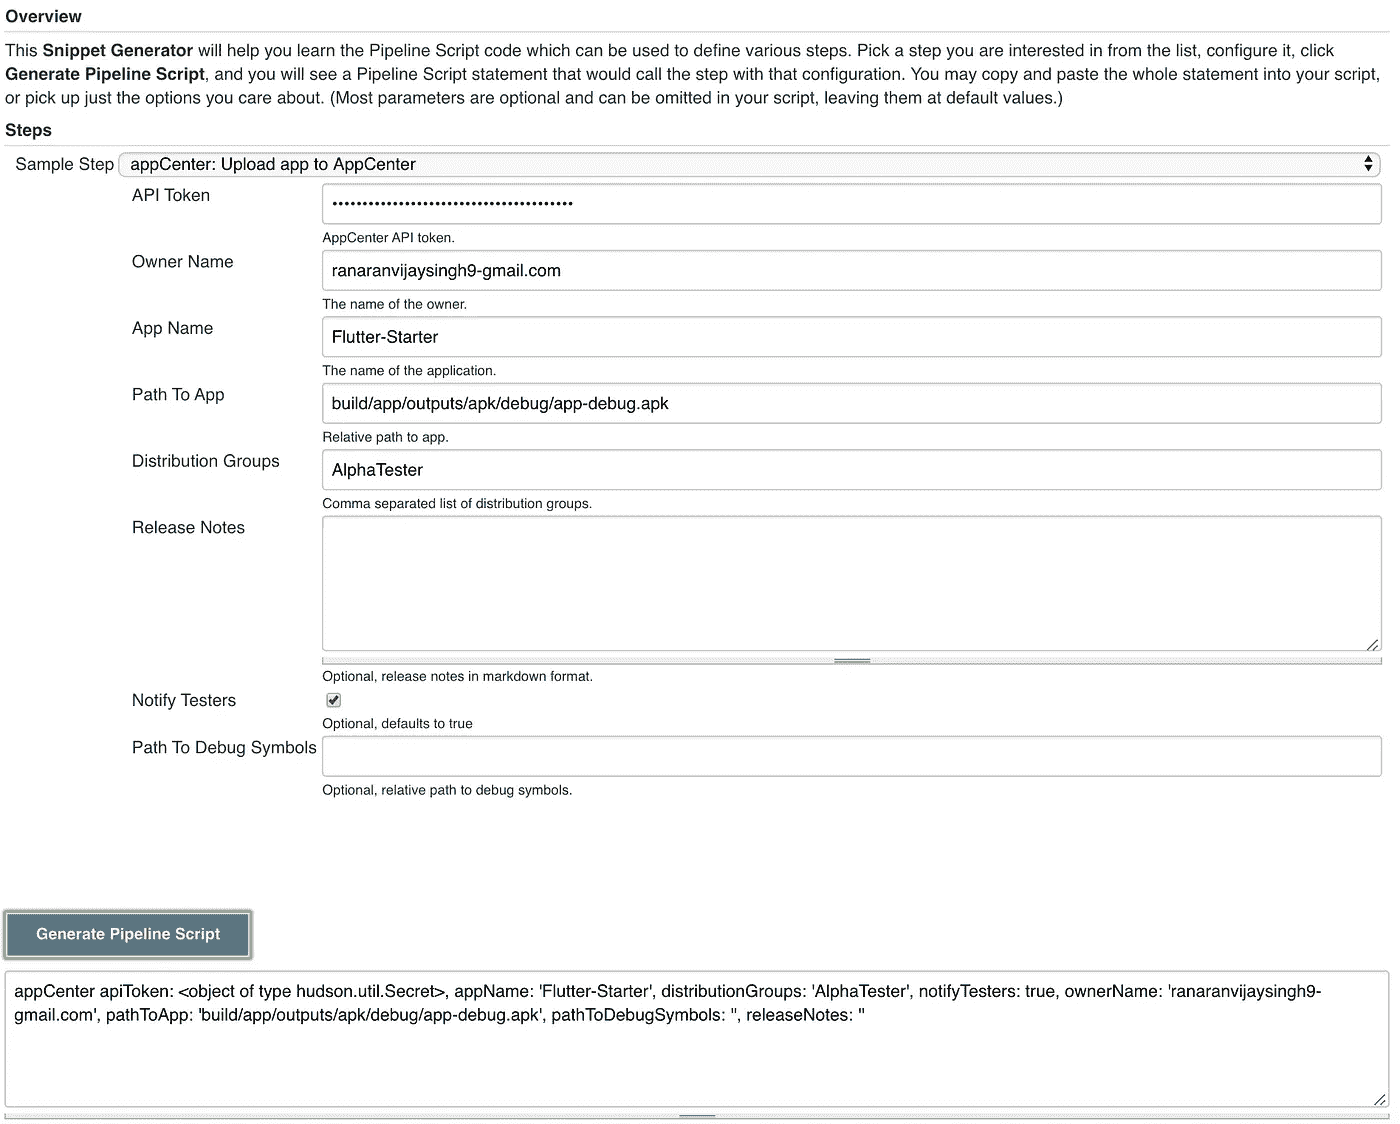 Overview
This Snippet Generator will help you learn the Pipeline Script code which can be used to define various steps. Pick a step you are interested in from the list, configure it, click
Generate Pipeline Script, and you will see a Pipeline Script statement that would call the step with that configuration. You may copy and paste the whole statement into your script,
or pick up just the options you care about. (Most parameters are optional and can be omitted in your script, leaving them at default values.)
Steps
Sample Step appCenter: Upload app to AppCenter
API Token ••••••••••••••••••••••••••••••••••••••••
AppCenter API token.
Owner Name ranaranvijaysingh9-gmail.com
The name of the owner.
App Name Flutter-Starter
The name of the application.
Path To App build/app/outputs/apk/debug/app-debug.apk
Relative path to app.
Distribution Groups AlphaTester
Comma separated list of distribution groups.
Release Notes
Optional, release notes in markdown format.
Notify Testers
Optional, defaults to true
Path To Debug Symbols
Optional, relative path to debug symbols.
Generate Pipeline Script
appCenter apiToken: <object of type hudson.util.Secret>, appName: 'Flutter-Starter', distributionGroups: 'AlphaTester', notifyTesters: true, ownerName: 'ranaranvijaysingh9-
gmail.com', pathToApp: 'build/app/outputs/apk/debug/app-debug.apk', pathToDebugSymbols: '', releaseNotes: ''